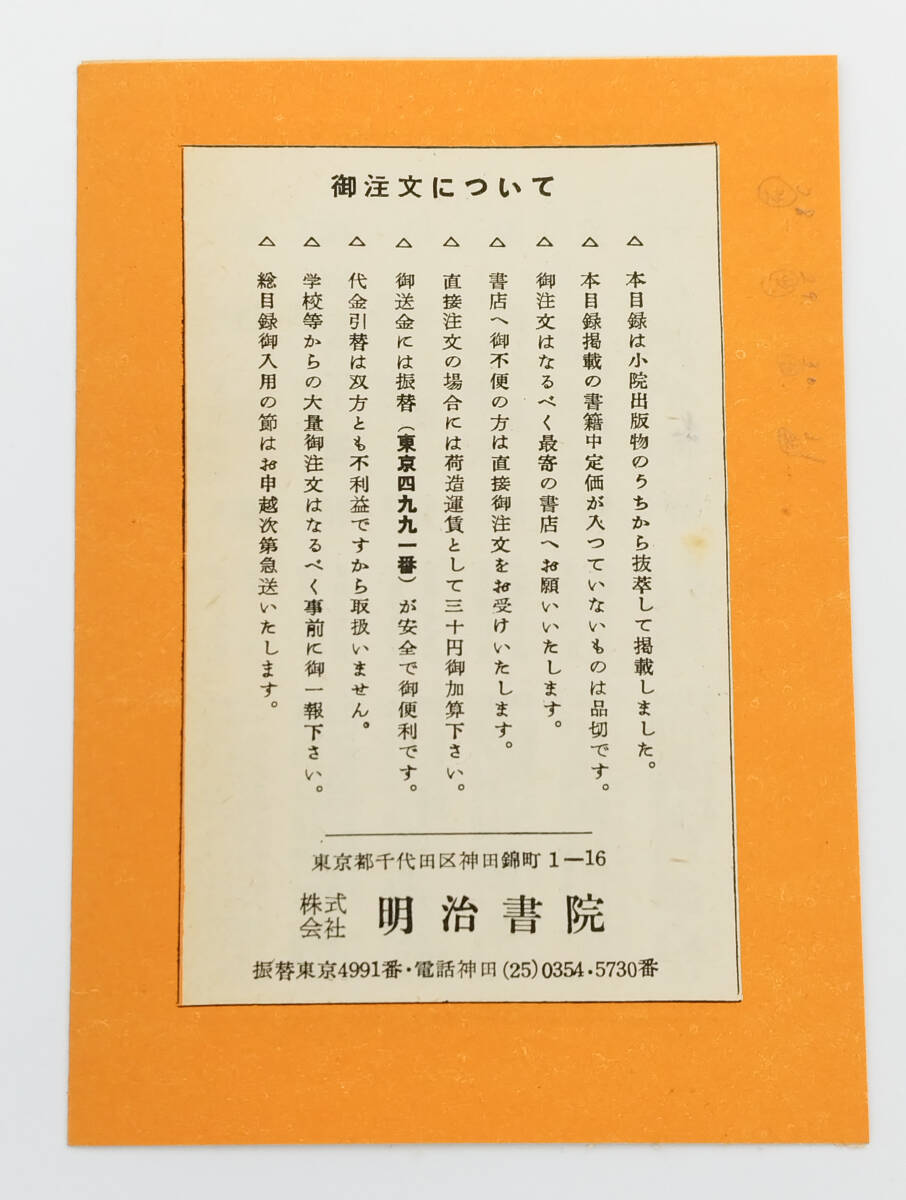 御注文について
△ 本目録は小院出版物のうちから抜萃して掲載しました。
△ 本目録掲載の書籍中定価が入つていないものは品切です。
△ 御注文はなるべく最寄の書店へお願いいたします。
△ 書店へ御不便の方は直接御注文をお受けいたします。
△ 直接注文の場合には荷造運賃として三十円御加算下さい。
△ 御送金には振替（東京四九九一番）が安全で御便利です。
△ 代金引替は双方とも不利益ですから取扱いません。
△ 学校等からの大量御注文はなるべく事前に御一報下さい。
△ 総目録御入用の節はお申越次第急送いたします。
東京都千代田区神田錦町1―16
株式会社 明治書院
振替東京4991番・電話神田(25)0354・5730番
28
29
30